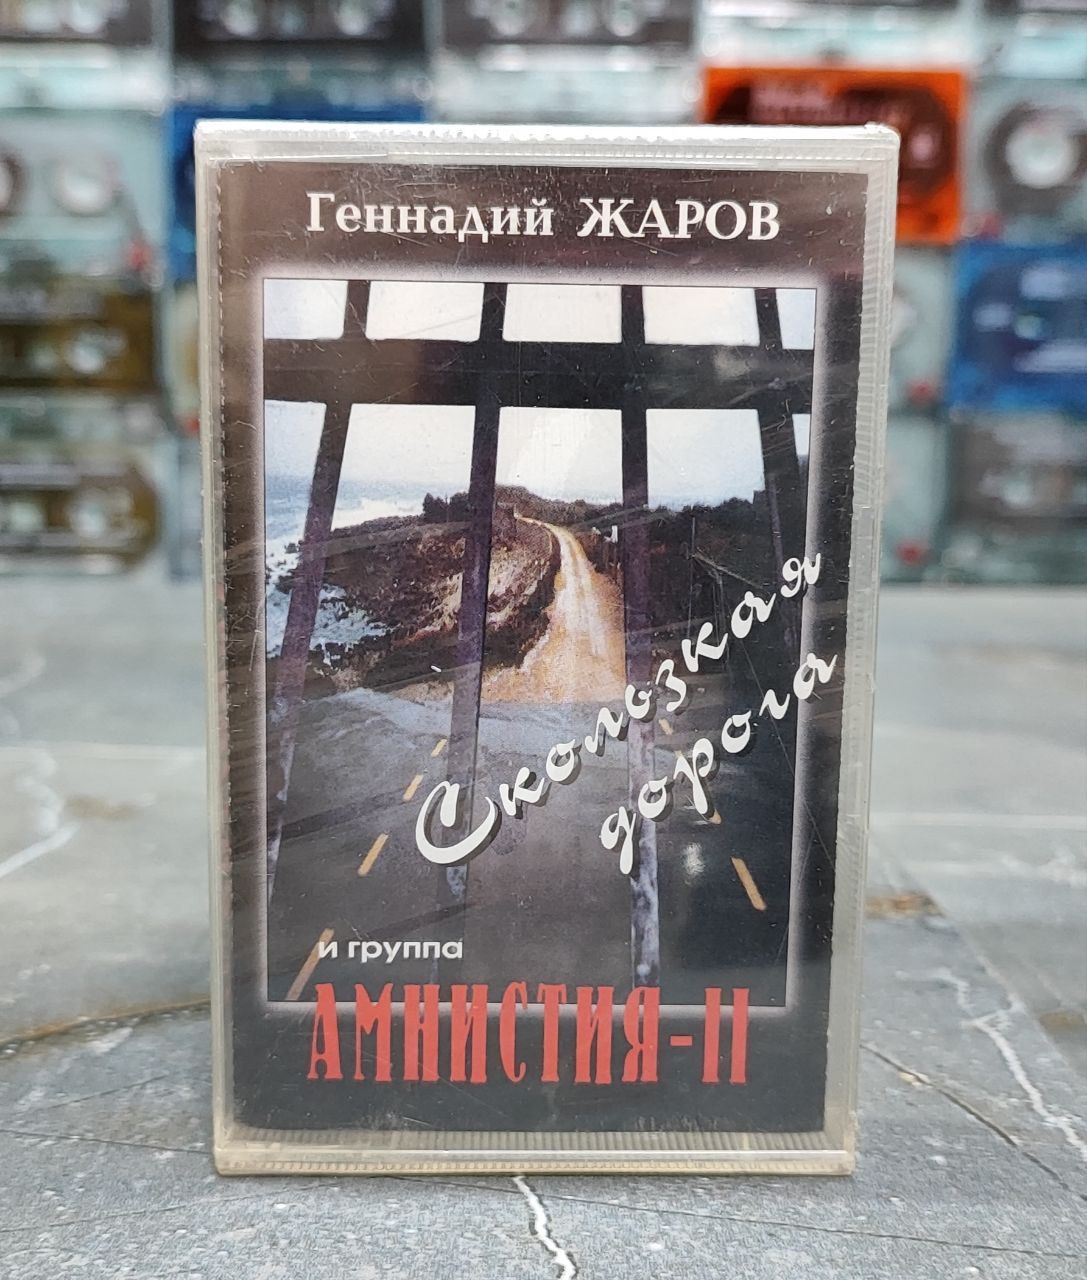 Геннадий ЖАРОВ
Скользкая
дорога
и группа
АМНИСТИЯ-II